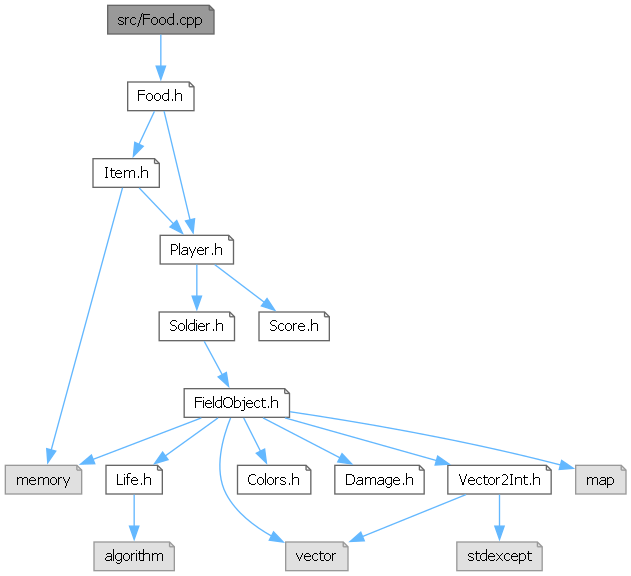 src/Food.cpp
Food.h
Item.h
Player.h
Soldier.h
Score.h
FieldObject.h
memory
Life.h
Colors.h
Damage.h
Vector2Int.h
map
algorithm
vector
stdexcept